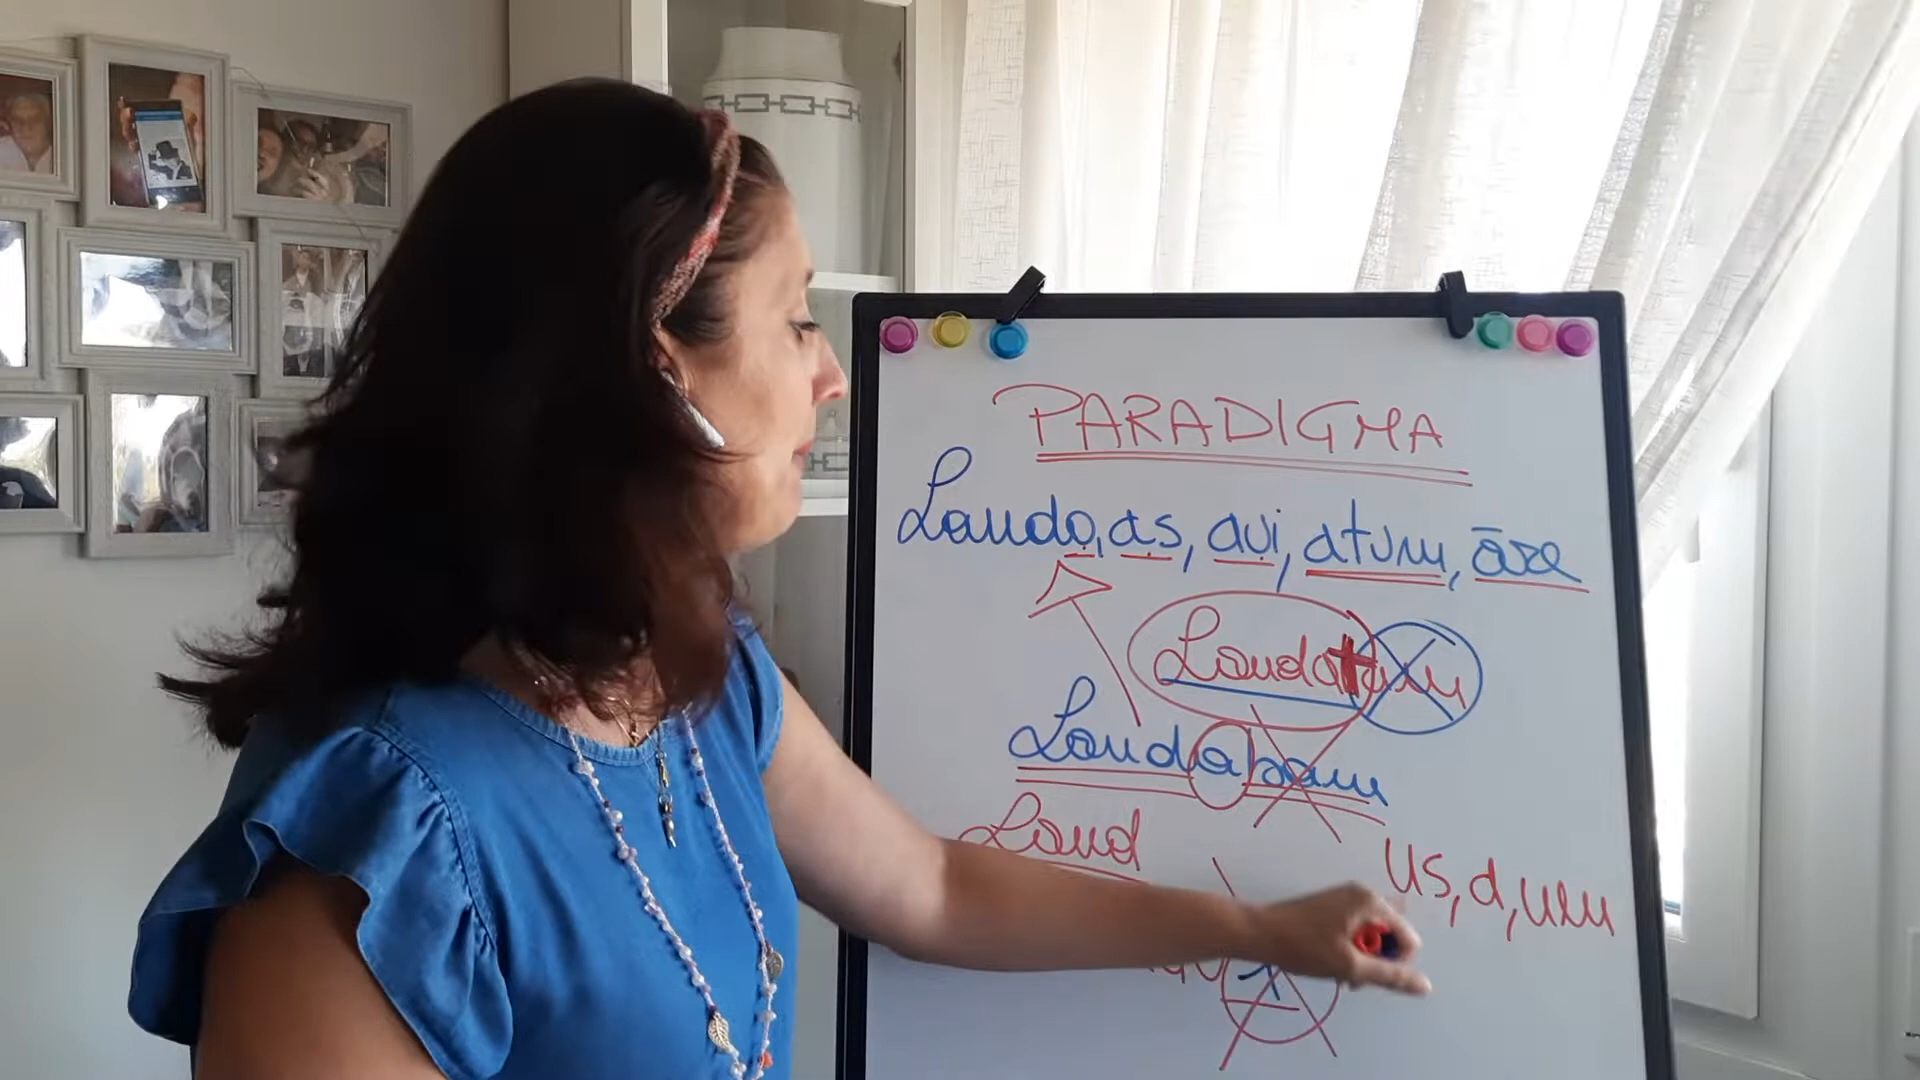 PARADIGMA
Laudo, as, avi, atum, āre
Laudatum
Laudabam
Laud
us, a, um